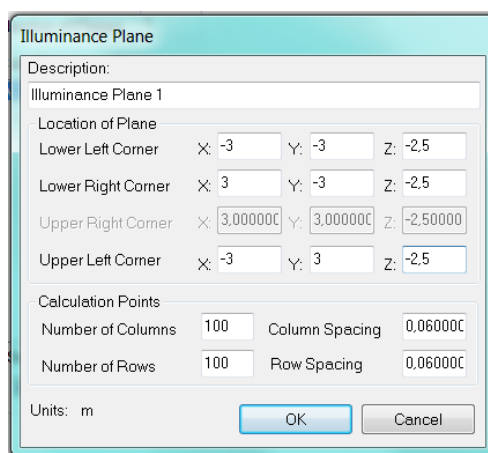 Illuminance Plane
Description:
Illuminance Plane 1
Location of Plane
Lower Left Corner X: -3 Y: -3 Z: -2,5
Lower Right Corner X: 3 Y: -3 Z: -2,5
Upper Right Corner X: 3,000000 Y: 3,000000 Z: -2,50000
Upper Left Corner X: -3 Y: 3 Z: -2,5
Calculation Points
Number of Columns 100 Column Spacing 0,060000
Number of Rows 100 Row Spacing 0,060000
Units: m OK Cancel